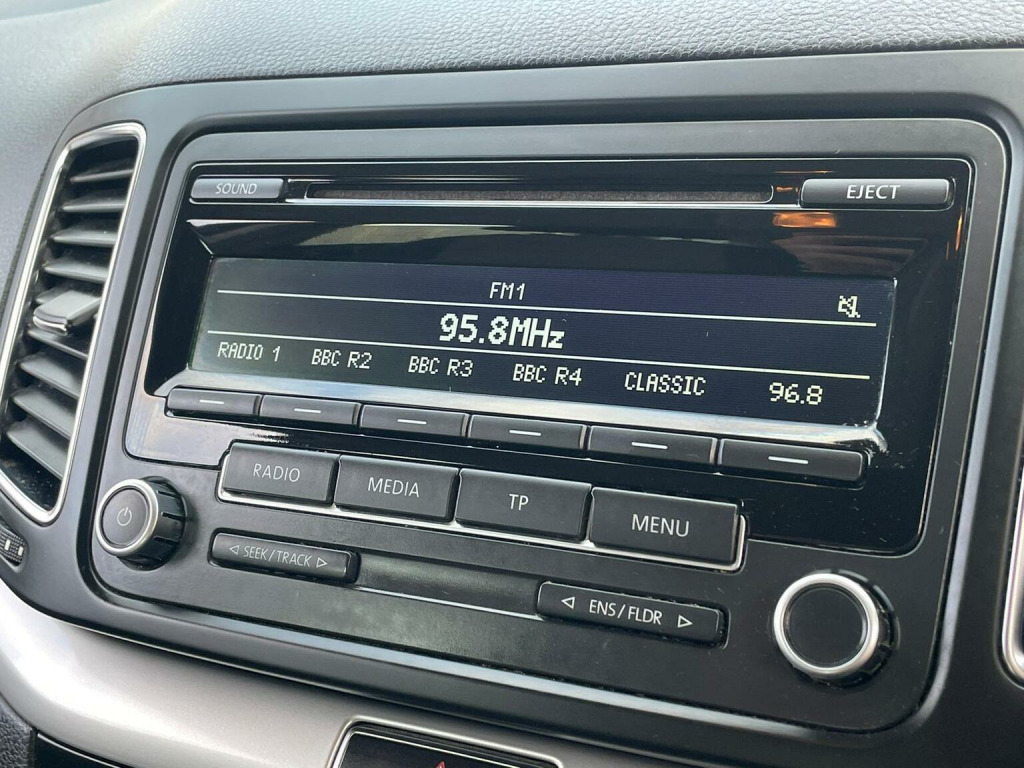 SOUND
EJECT
FM1
95.8MHz
RADIO 1 BBC R2 BBC R3 BBC R4 CLASSIC 96.8
RADIO MEDIA TP MENU
SEEK/TRACK
ENS/FLDR